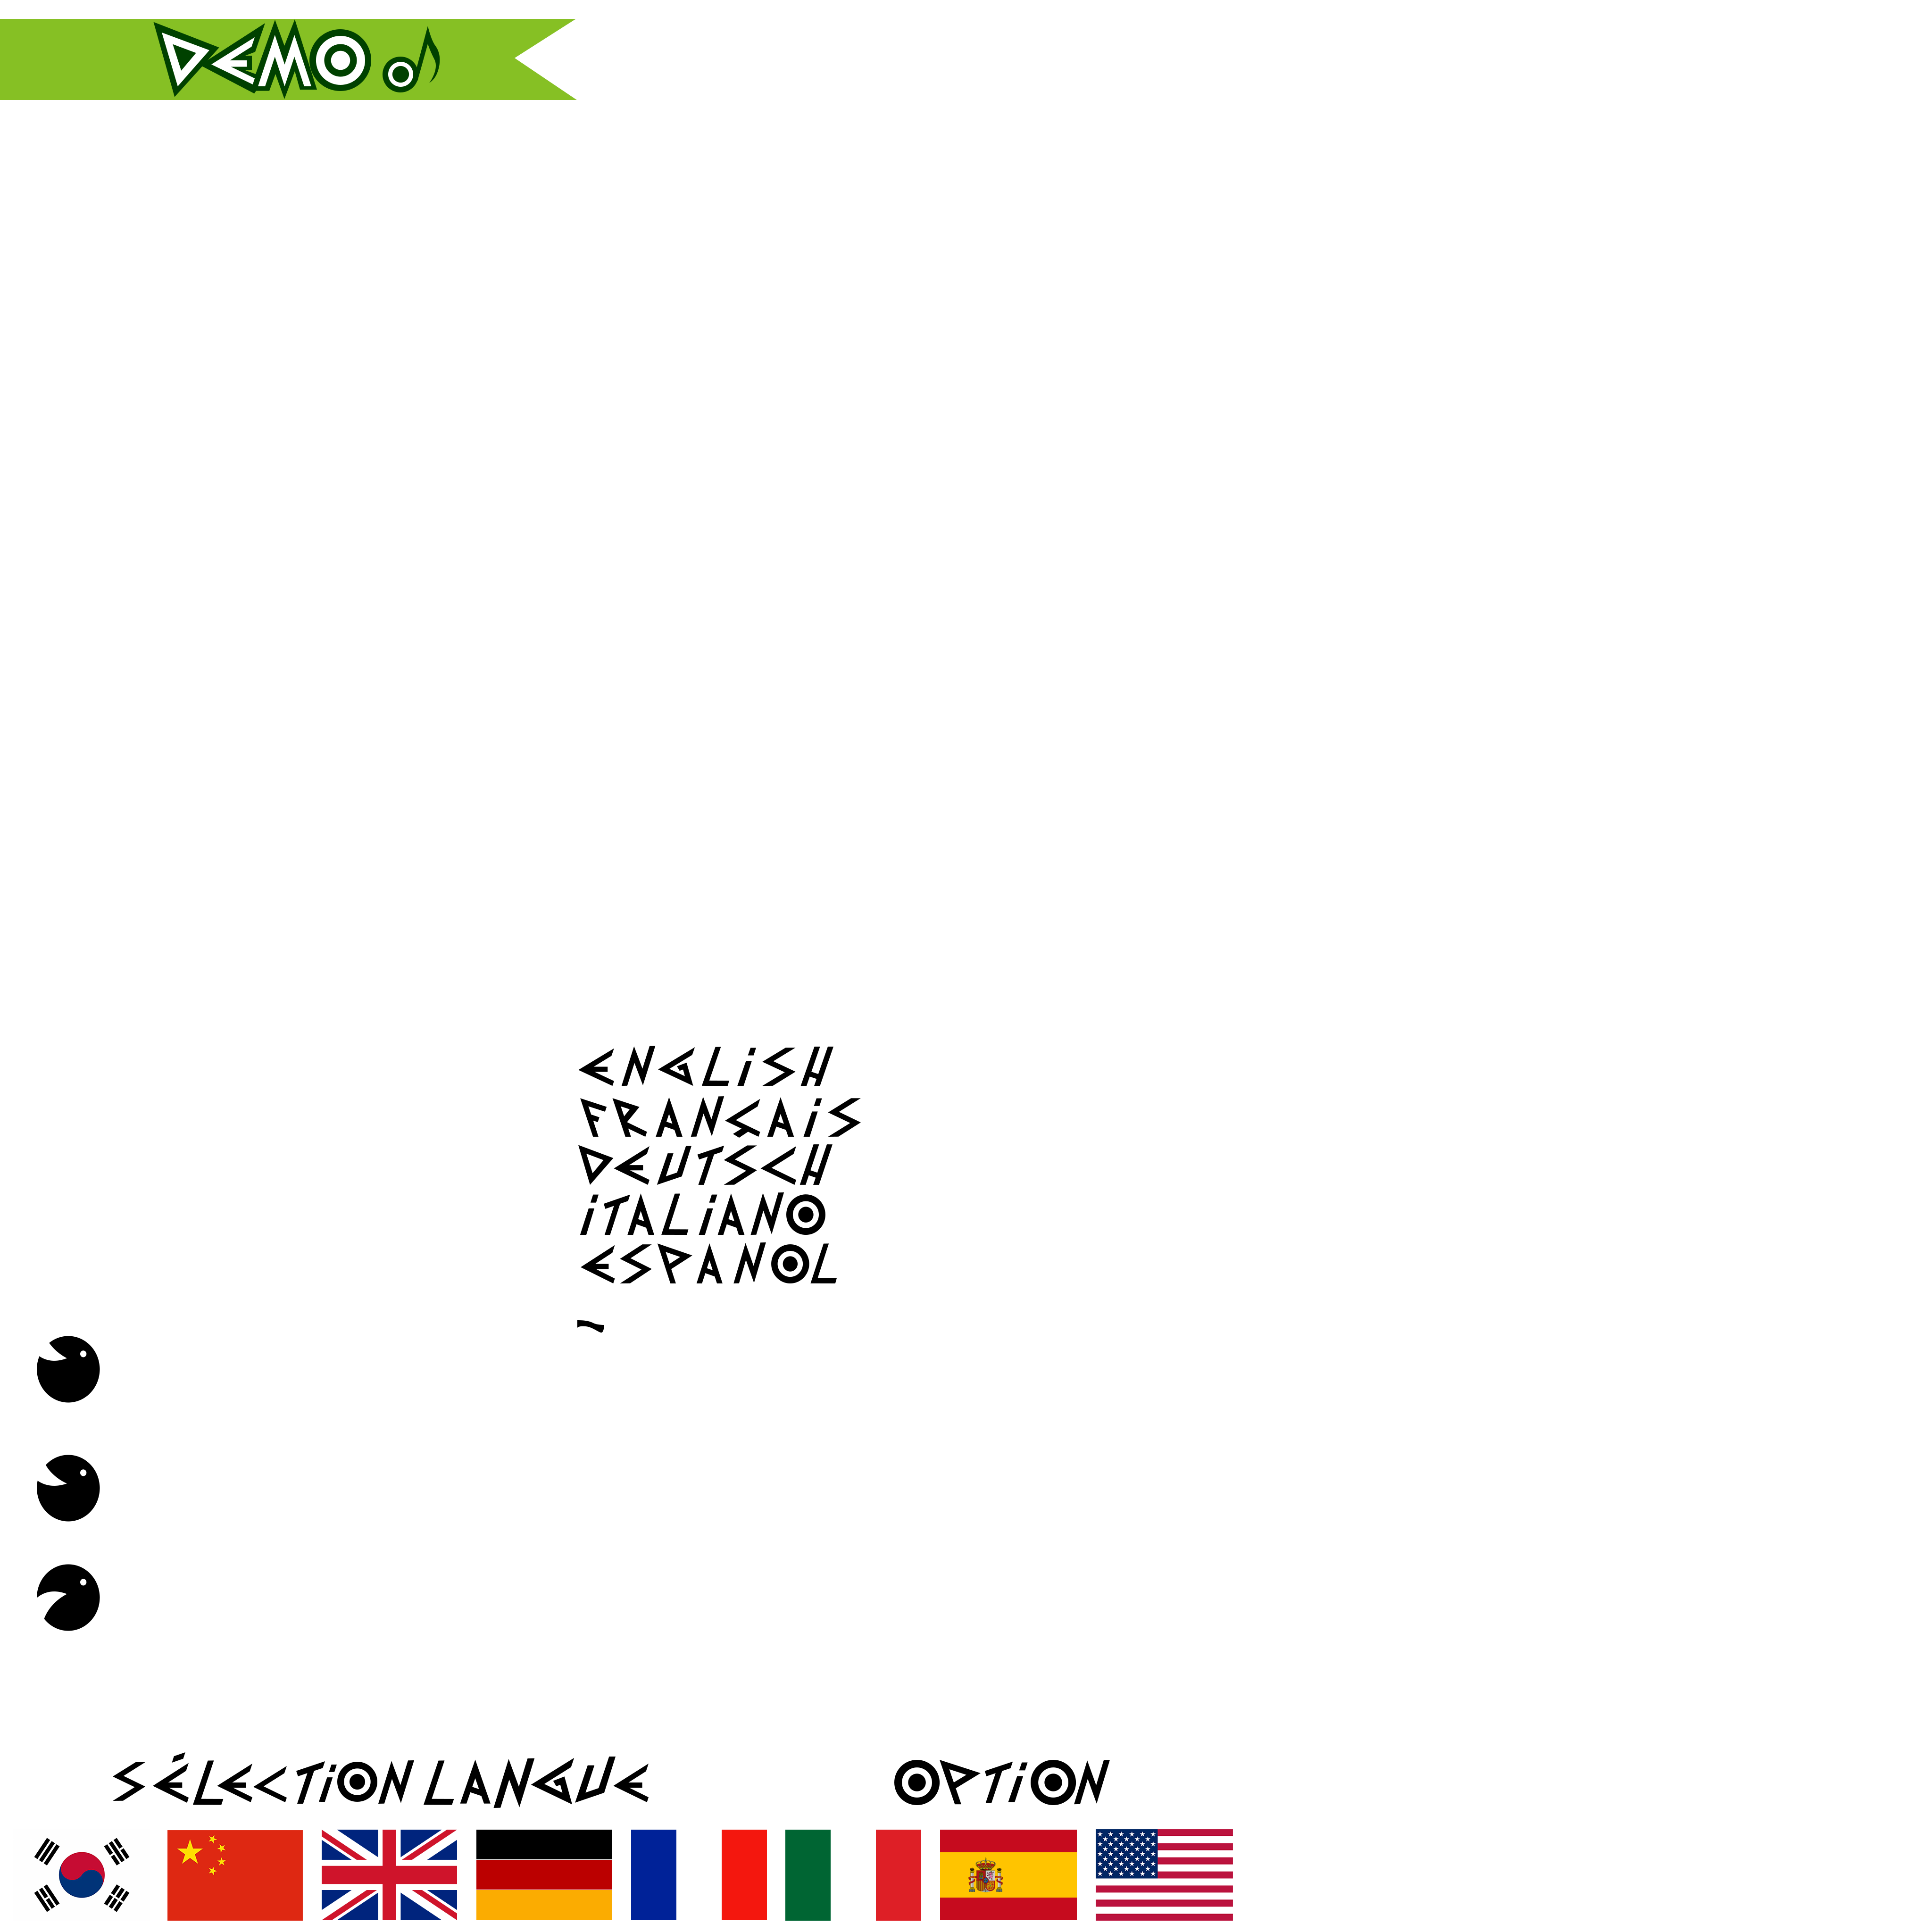 DEMO
ENGLiSH
FRANÇAiS
DEUTSCH
iTALiANO
ESPANOL
~
SÉLECTiON LANGUE
OPTiON